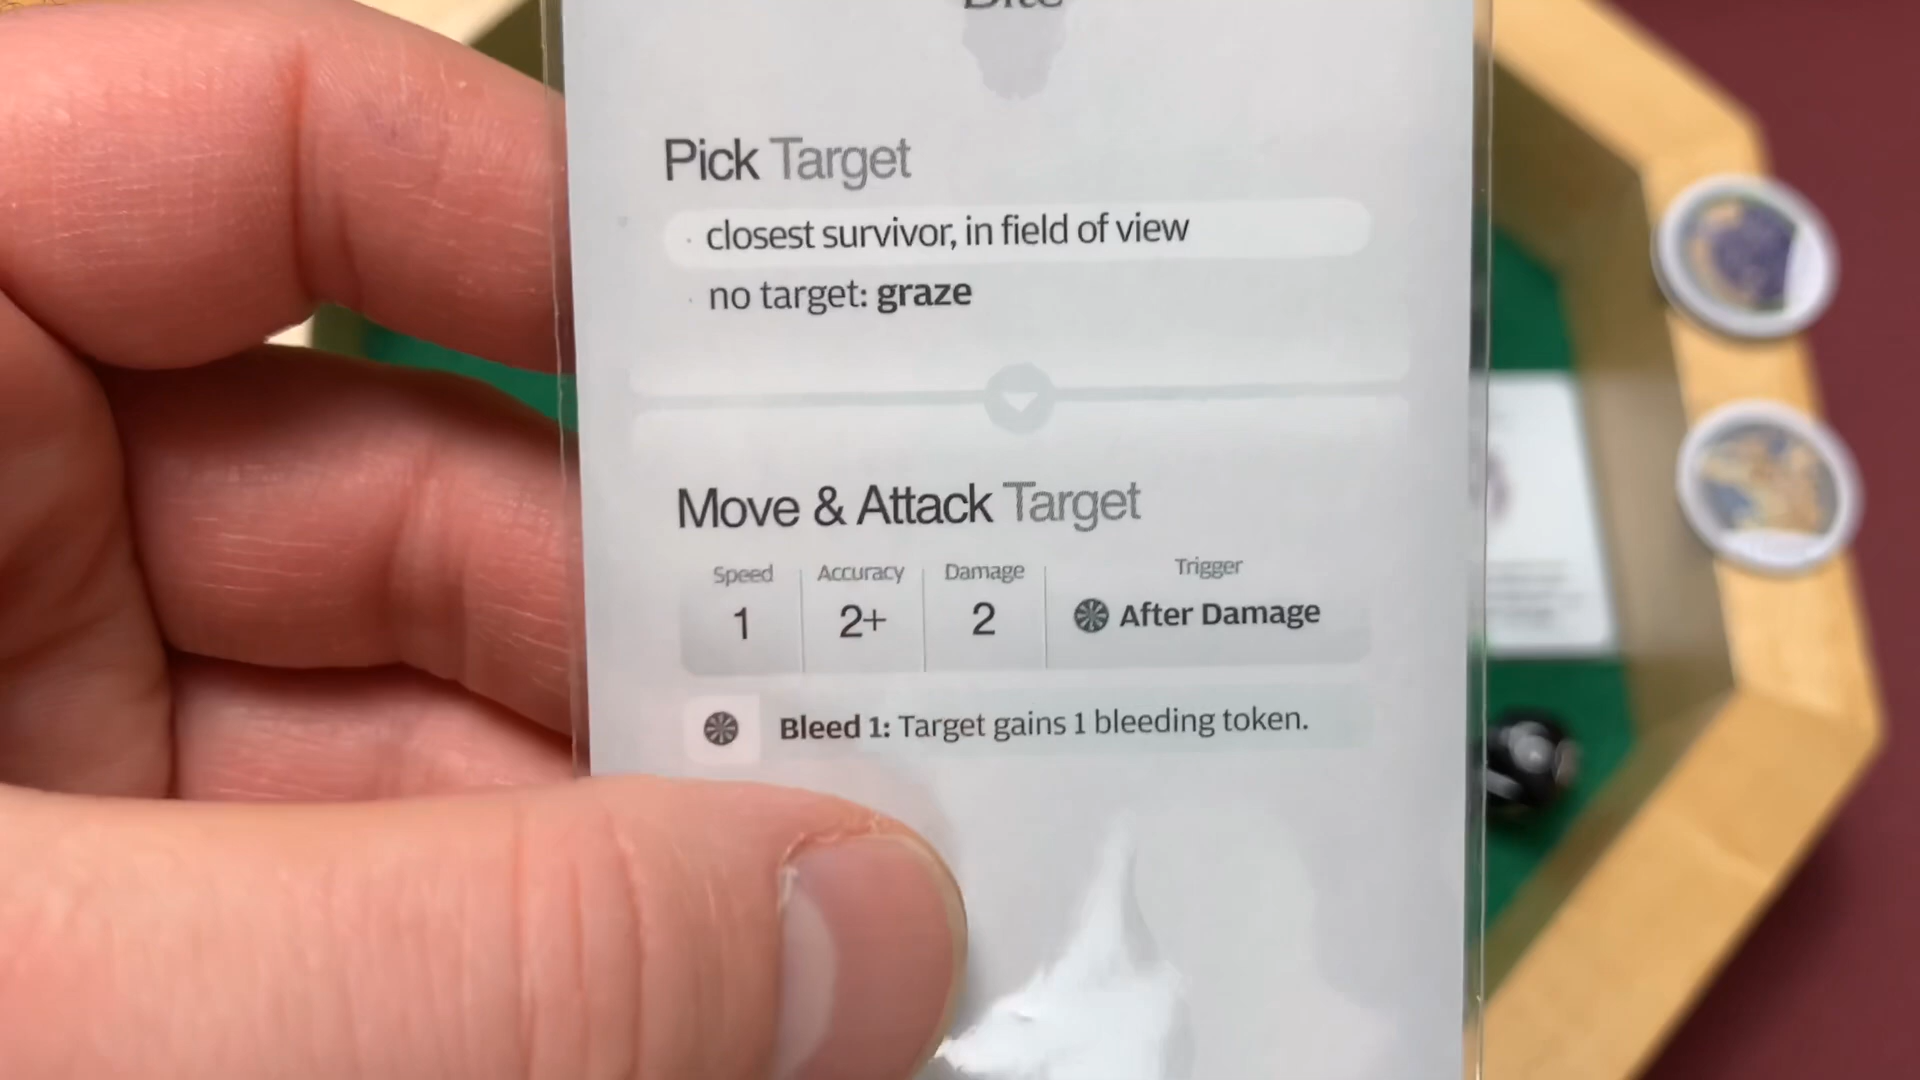 Bite
Pick Target
· closest survivor, in field of view
· no target: graze
Move & Attack Target
Speed Accuracy Damage Trigger
1 2+ 2 After Damage
Bleed 1: Target gains 1 bleeding token.